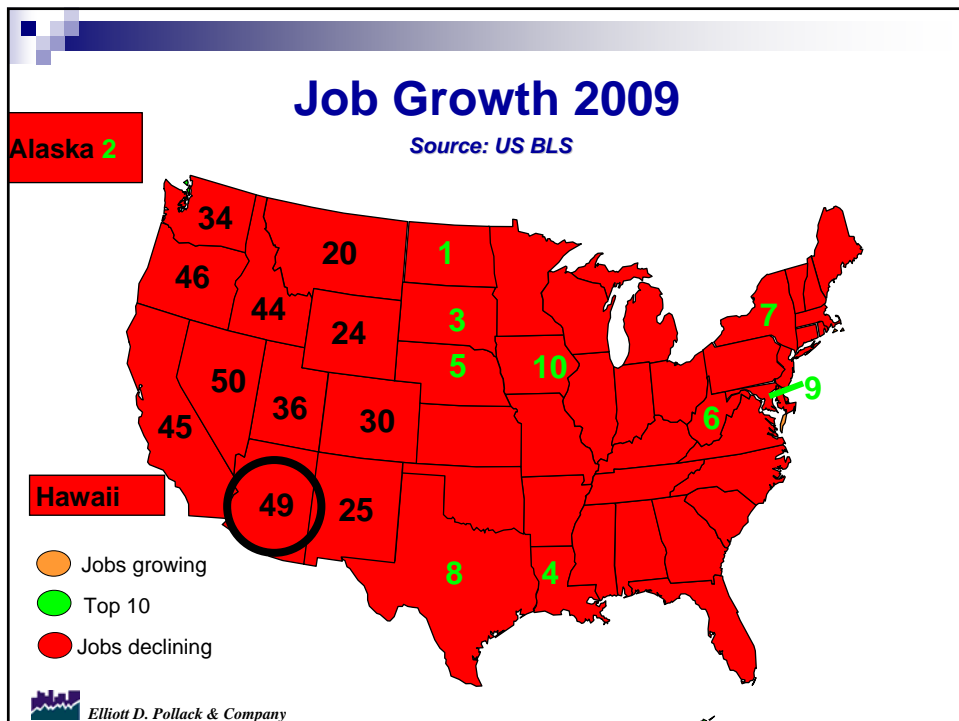 Job Growth 2009
Source: US BLS
Alaska 2
34
20
1
46
44
24
3
7
50
36
30
5
10
9
45
6
49
25
8
4
Hawaii
Jobs growing
Top 10
Jobs declining
Elliott D. Pollack & Company